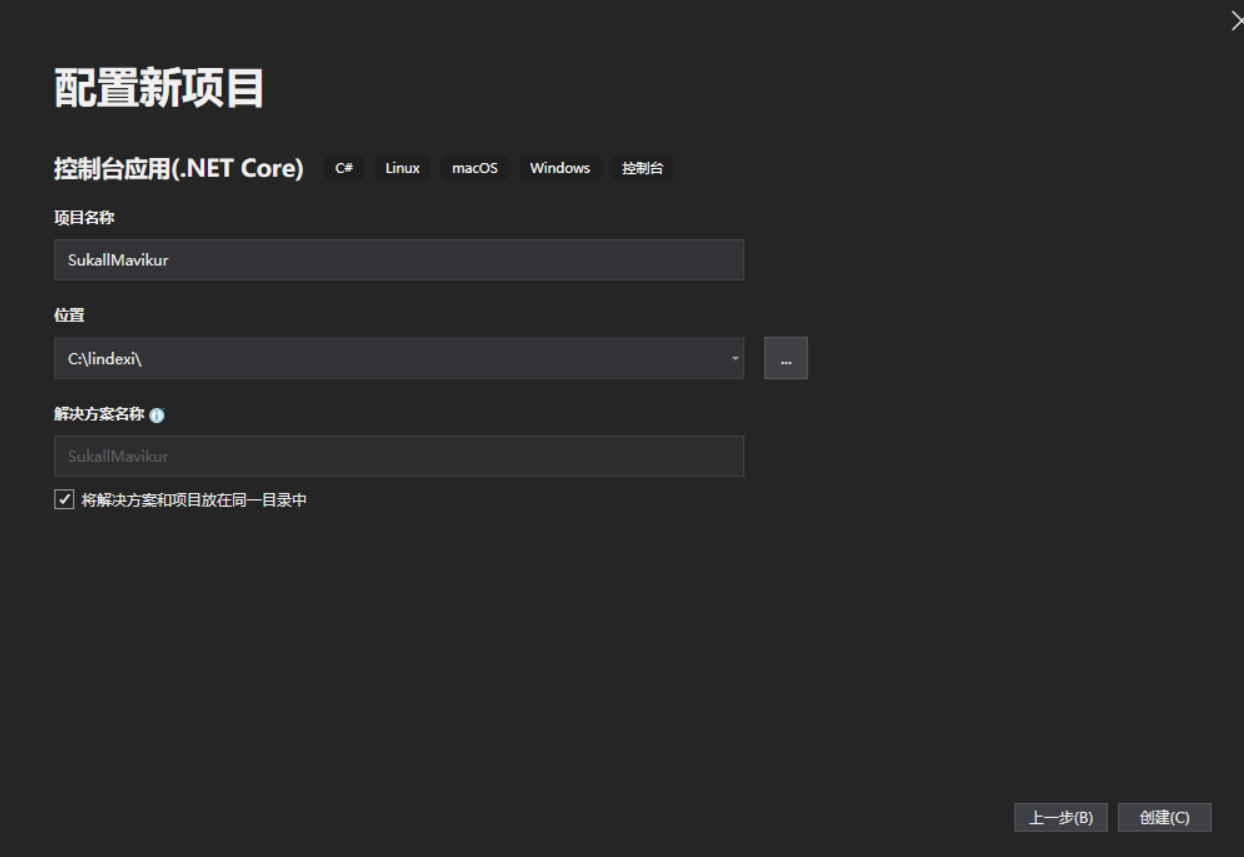 配置新项目
控制台应用(.NET Core) C# Linux macOS Windows 控制台
项目名称
SukallMavikur
位置
C:\lindexi\
...
解决方案名称
SukallMavikur
将解决方案和项目放在同一目录中
上一步(B) 创建(C)